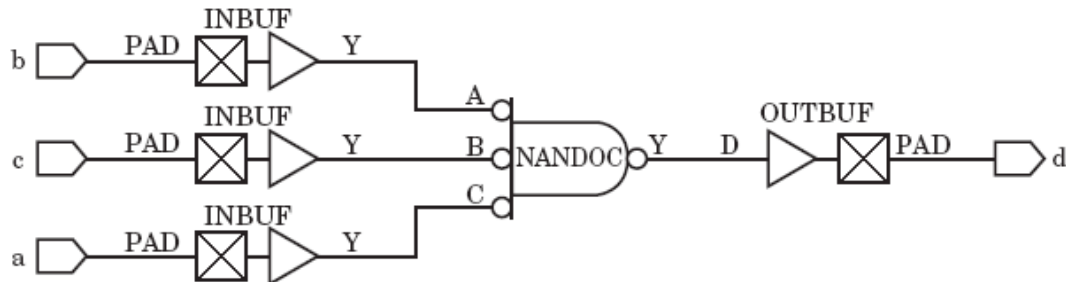 INBUF
b PAD Y
A
INBUF
OUTBUF
c PAD Y B NANDOC Y D PAD d
C
INBUF
a PAD Y